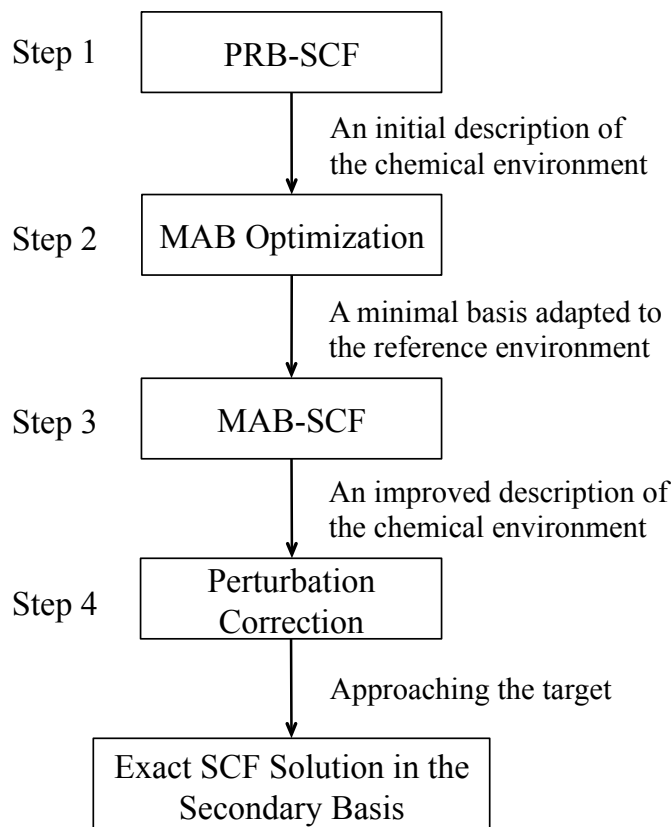 Step 1
PRB-SCF
An initial description of
the chemical environment
Step 2
MAB Optimization
A minimal basis adapted to
the reference environment
Step 3
MAB-SCF
An improved description of
the chemical environment
Step 4
Perturbation
Correction
Approaching the target
Exact SCF Solution in the
Secondary Basis